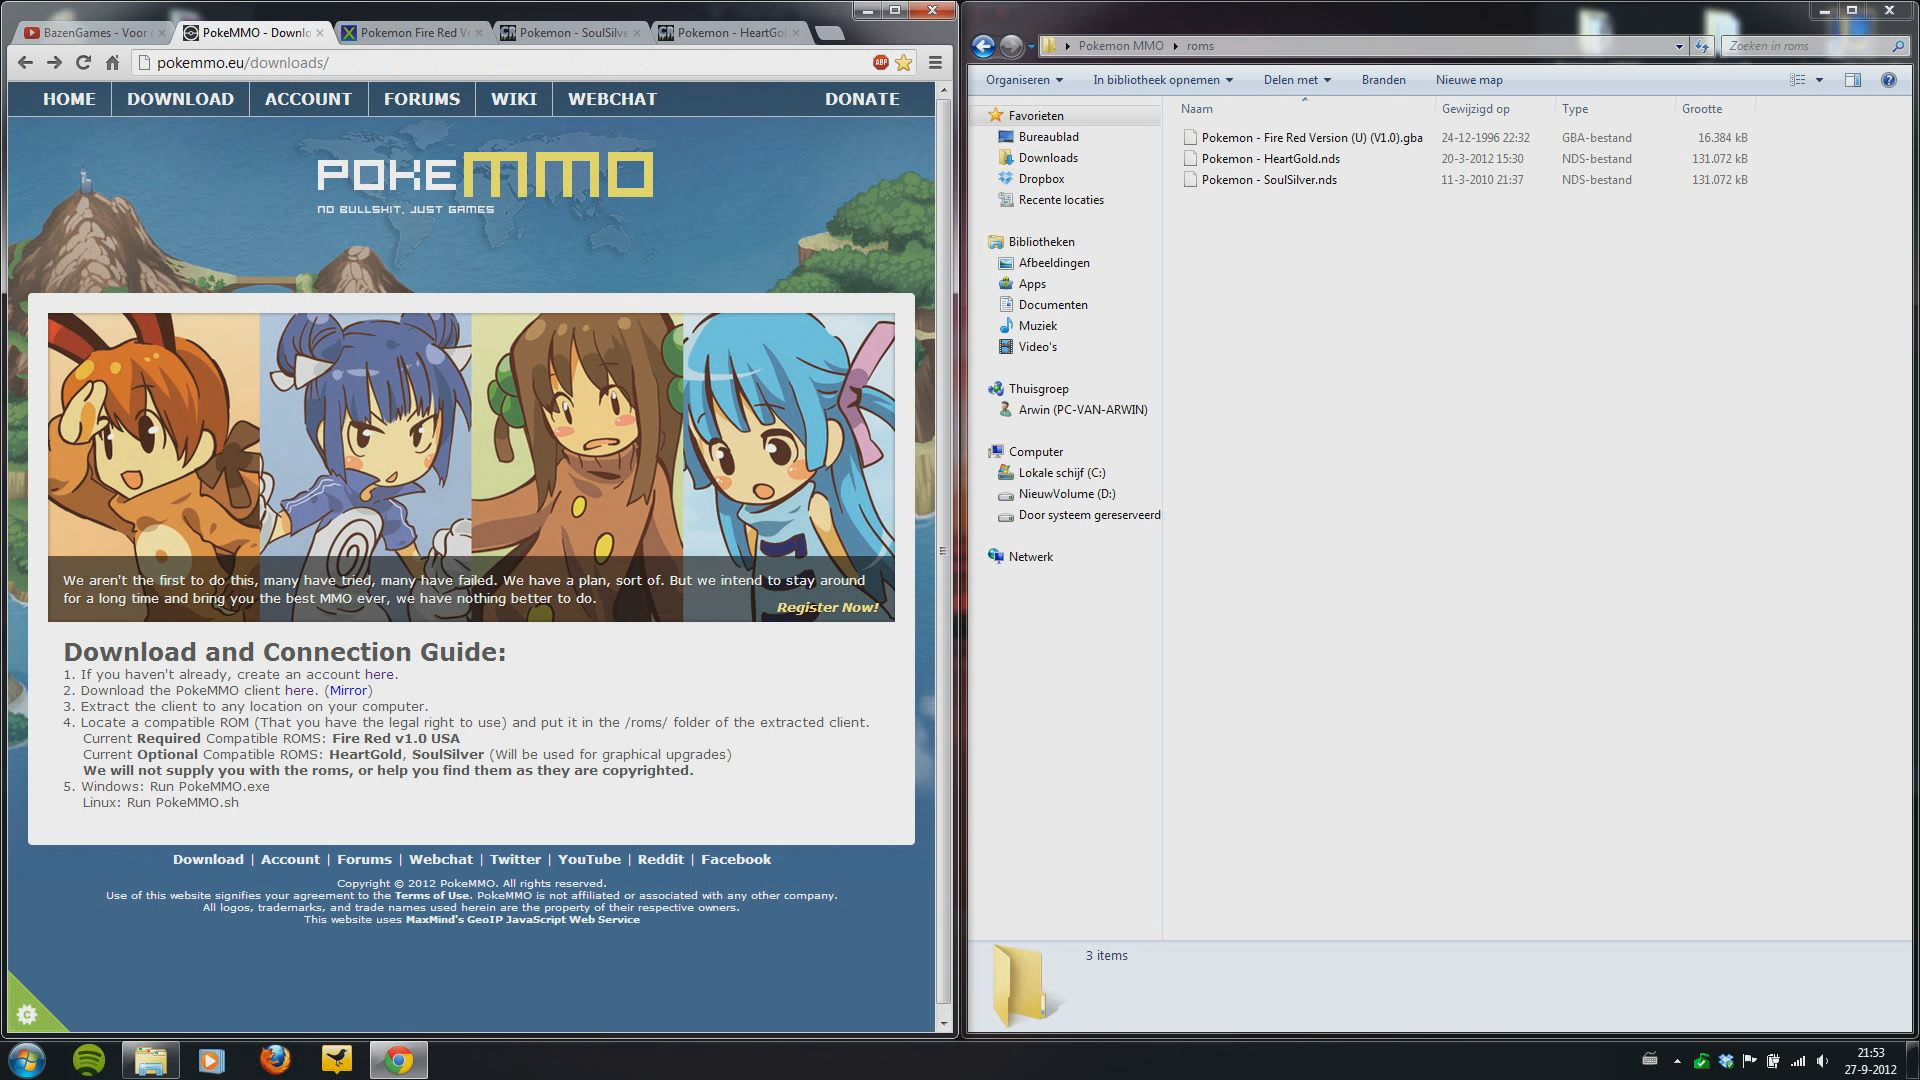 BazenGames - Voor
PokeMMO - Downlo
Pokemon Fire Red Ve
Pokemon - SoulSilve
Pokemon - HeartGol
pokemmo.eu/downloads/
ABP
HOME
DOWNLOAD
ACCOUNT
FORUMS
WIKI
WEBCHAT
DONATE
POKEMMO
NO BULLSHIT, JUST GAMES
We aren't the first to do this, many have tried, many have failed. We have a plan, sort of. But we intend to stay around
for a long time and bring you the best MMO ever, we have nothing better to do.
Register Now!
Download and Connection Guide:
1. If you haven't already, create an account here.
2. Download the PokeMMO client here. (Mirror)
3. Extract the client to any location on your computer.
4. Locate a compatible ROM (That you have the legal right to use) and put it in the /roms/ folder of the extracted client.
Current Required Compatible ROMS: Fire Red v1.0 USA
Current Optional Compatible ROMS: HeartGold, SoulSilver (Will be used for graphical upgrades)
We will not supply you with the roms, or help you find them as they are copyrighted.
5. Windows: Run PokeMMO.exe
Linux: Run PokeMMO.sh
Download | Account | Forums | Webchat | Twitter | YouTube | Reddit | Facebook
Copyright © 2012 PokeMMO. All rights reserved.
Use of this website signifies your agreement to the Terms of Use. PokeMMO is not affiliated or associated with any other company.
All logos, trademarks, and trade names used herein are the property of their respective owners.
This website uses MaxMind's GeoIP JavaScript Web Service
Pokemon MMO
roms
Zoeken in roms
Organiseren
In bibliotheek opnemen
Delen met
Branden
Nieuwe map
Favorieten
Bureaublad
Downloads
Dropbox
Recente locaties
Bibliotheken
Afbeeldingen
Apps
Documenten
Muziek
Video's
Thuisgroep
Arwin (PC-VAN-ARWIN)
Computer
Lokale schijf (C:)
NieuwVolume (D:)
Door systeem gereserveerd
Netwerk
Naam
Gewijzigd op
Type
Grootte
Pokemon - Fire Red Version (U) (V1.0).gba
24-12-1996 22:32
GBA-bestand
16.384 kB
Pokemon - HeartGold.nds
20-3-2012 15:30
NDS-bestand
131.072 kB
Pokemon - SoulSilver.nds
11-3-2010 21:37
NDS-bestand
131.072 kB
3 items
21:53
27-9-2012